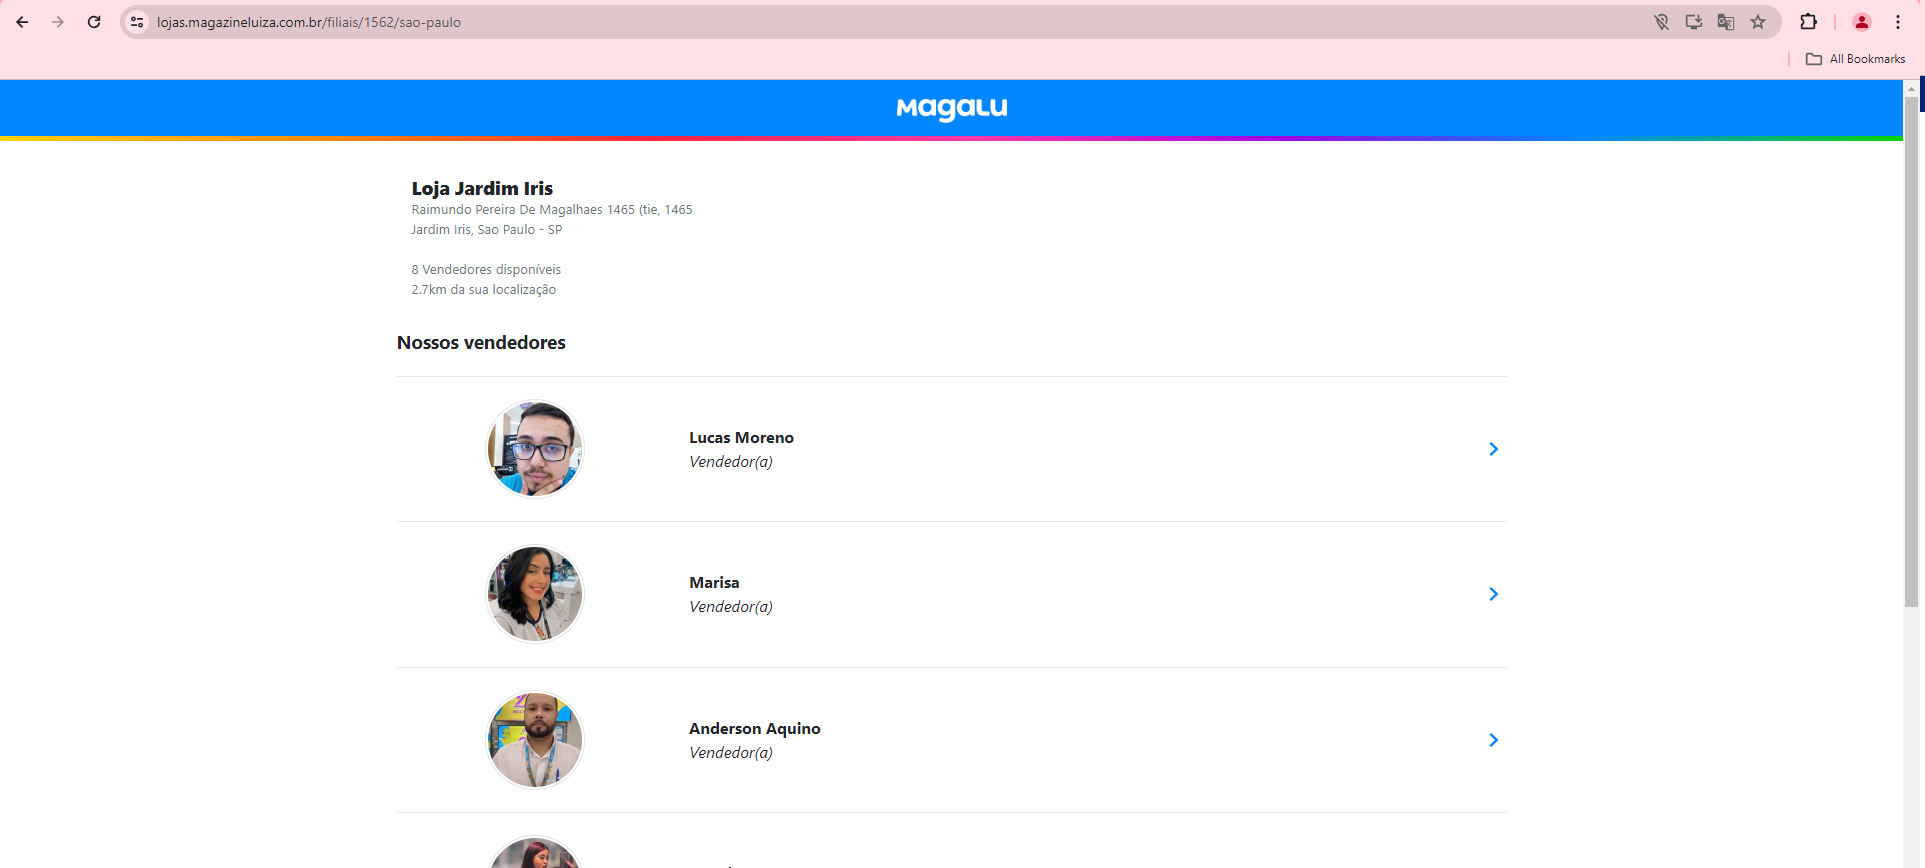 lojas.magazineluiza.com.br/filiais/1562/sao-paulo
All Bookmarks
Magalu
Loja Jardim Iris
Raimundo Pereira De Magalhaes 1465 (tie, 1465
Jardim Iris, Sao Paulo - SP
8 Vendedores disponíveis
2.7km da sua localização
Nossos vendedores
Lucas Moreno
Vendedor(a)
Marisa
Vendedor(a)
Anderson Aquino
Vendedor(a)